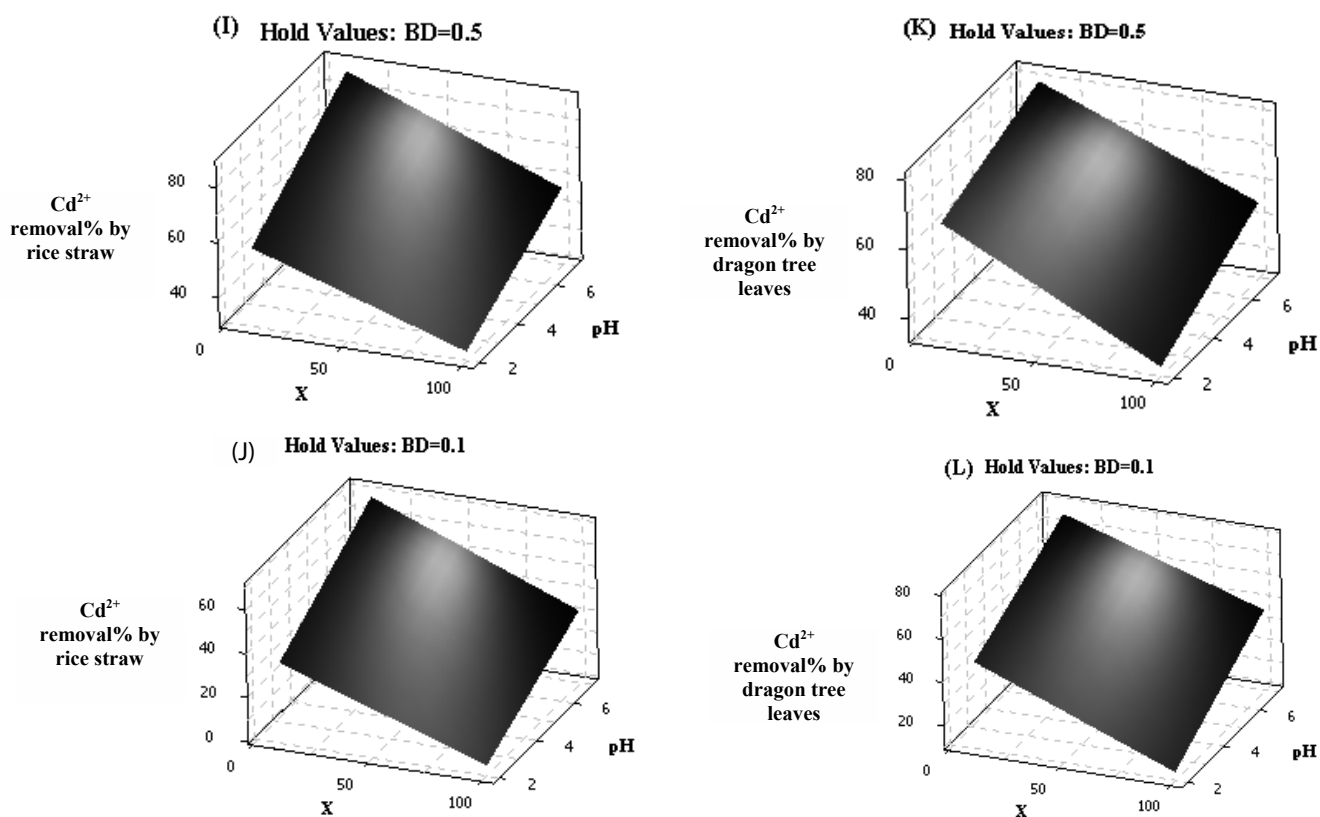 (I) Hold Values: BD=0.5
80
60
40
Cd2+
removal% by
rice straw
0
50
100
X
2
4
6
pH
(K) Hold Values: BD=0.5
80
60
40
Cd2+
removal% by
dragon tree
leaves
0
50
100
X
2
4
6
pH
(J) Hold Values: BD=0.1
60
40
20
0
Cd2+
removal% by
rice straw
0
50
100
X
2
4
6
pH
(L) Hold Values: BD=0.1
80
60
40
20
Cd2+
removal% by
dragon tree
leaves
0
50
100
X
2
4
6
pH